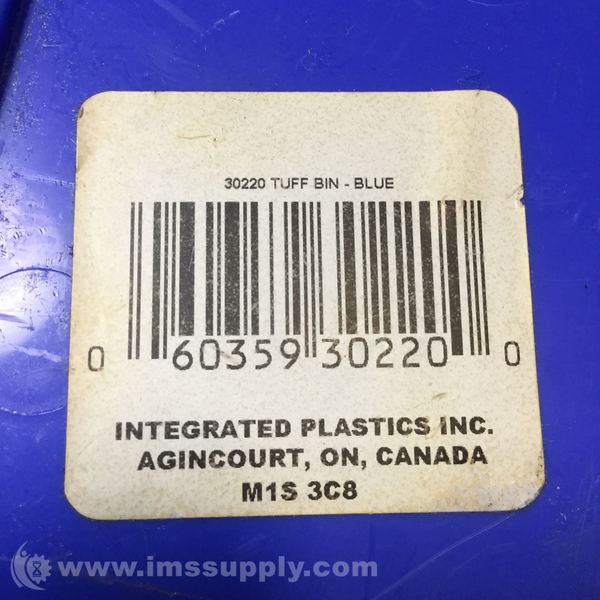 30220 TUFF BIN - BLUE
0 60359 30220 0
INTEGRATED PLASTICS INC.
AGINCOURT, ON, CANADA
M1S 3C8
www.imssupply.com